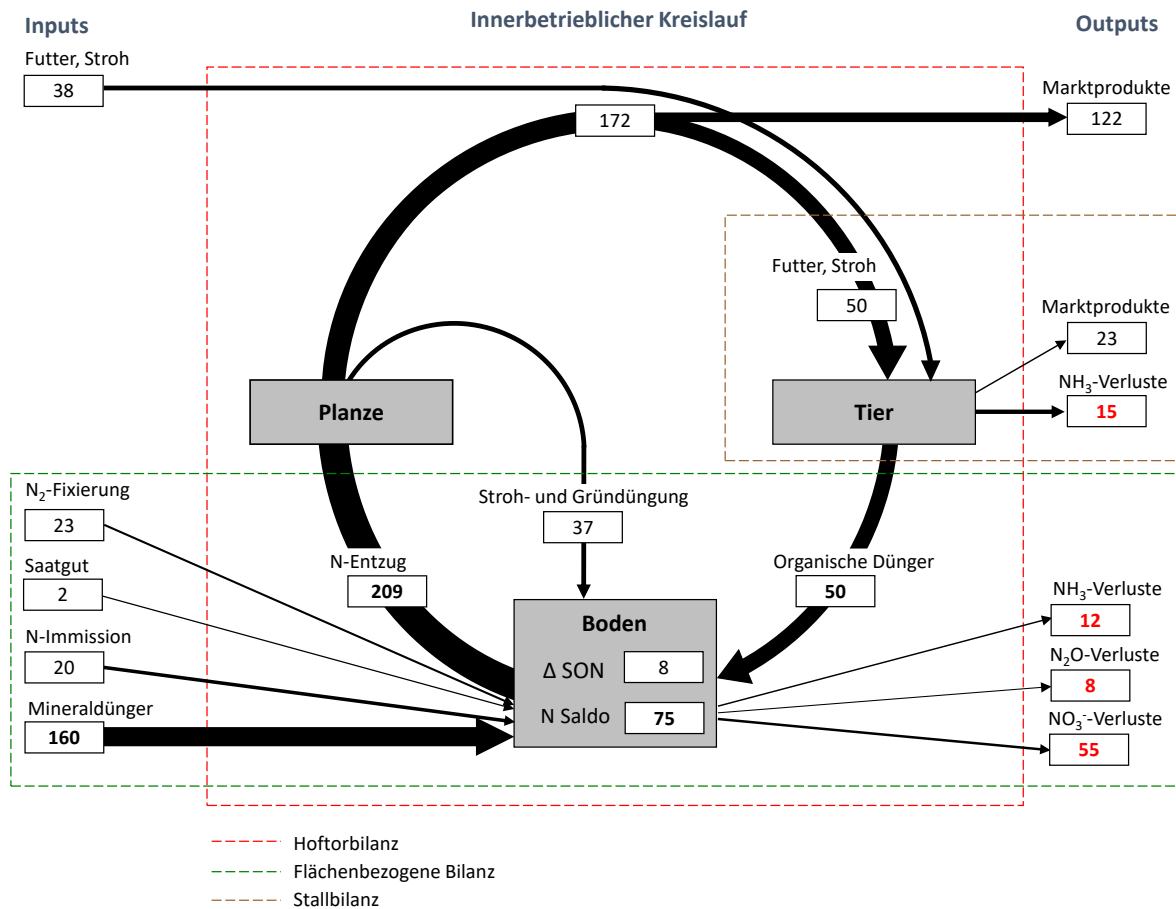 Inputs
Innerbetrieblicher Kreislauf
Outputs
Futter, Stroh
38
Marktprodukte
122
172
Futter, Stroh
50
Marktprodukte
23
NH₃-Verluste
15
Planze
Tier
N₂-Fixierung
23
Stroh- und Gründüngung
37
Saatgut
2
N-Entzug
209
Organische Dünger
50
N-Immission
20
Mineraldünger
160
Boden
Δ SON
8
N Saldo
75
NH₃-Verluste
12
N₂O-Verluste
8
NO₃⁻-Verluste
55
Hoftorbilanz
Flächenbezogene Bilanz
Stallbilanz